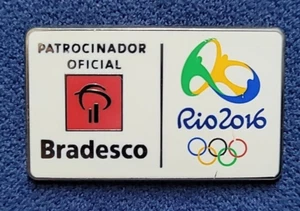 PATROCINADOR
OFICIAL
Bradesco
Rio2016